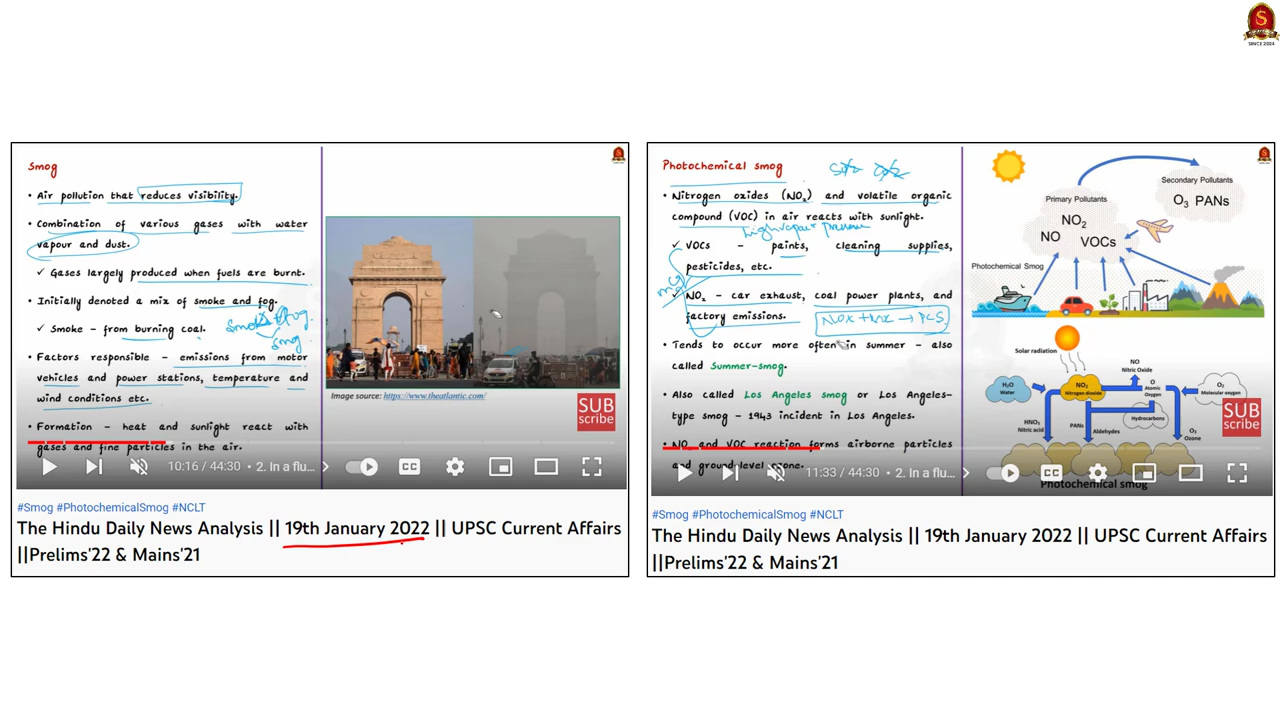 SINCE 2004
Smog
• Air pollution that reduces visibility.
• Combination of various gases with water
vapour and dust.
✓ Gases largely produced when fuels are burnt.
• Initially denoted a mix of smoke and fog.
✓ Smoke – from burning coal.
Smog
• Factors responsible – emissions from motor
vehicles and power stations, temperature and
wind conditions etc.
• Formation – heat and sunlight react with
gases and fine particles in the air.
Image source: https://www.theatlantic.com/
SUB
scribe
10:16 / 44:30 • 2. In a flu...
CC
#Smog #PhotochemicalSmog #NCLT
The Hindu Daily News Analysis || 19th January 2022 || UPSC Current Affairs
||Prelims'22 & Mains'21
Photochemical smog
• Nitrogen oxides (NOx) and volatile organic
compound (VOC) in air reacts with sunlight.
high vapour pressure
✓ VOCs – paints, cleaning supplies,
pesticides, etc.
✓ NOx – car exhaust, coal power plants, and
factory emissions.
• Tends to occur more often in summer – also
called Summer-smog.
• Also called Los Angeles smog or Los Angeles-
type smog – 1943 incident in Los Angeles.
• NO and VOC reaction forms airborne particles
and ground level ozone.
Secondary Pollutants
O3 PANs
Primary Pollutants
NO2
NO VOCs
Photochemical Smog
Solar radiation
NO
Nitric Oxide
H2O
Water
NO2
Nitrogen dioxide
O
Atomic
Oxygen
O2
Molecular oxygen
Hydrocarbons
HNO3
Nitric acid
PANs
Aldehydes
O3
Ozone
Photochemical smog
SUB
scribe
11:33 / 44:30 • 2. In a flu...
CC
#Smog #PhotochemicalSmog #NCLT
The Hindu Daily News Analysis || 19th January 2022 || UPSC Current Affairs
||Prelims'22 & Mains'21